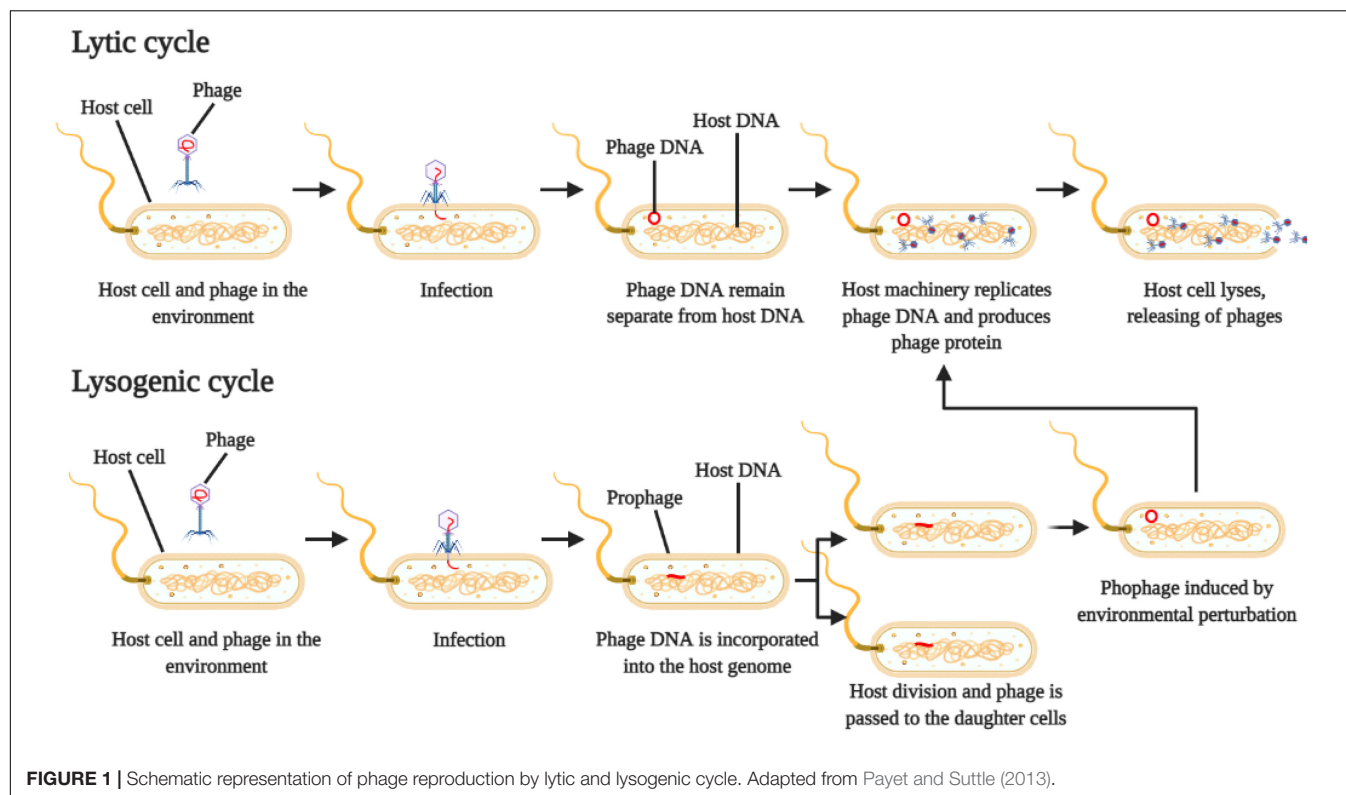 Lytic cycle
Phage
Host cell
Host DNA
Phage DNA
Host cell and phage in the
environment
Infection
Phage DNA remain
separate from host DNA
Host machinery replicates
phage DNA and produces
phage protein
Host cell lyses,
releasing of phages
Lysogenic cycle
Phage
Host cell
Host DNA
Prophage
Host cell and phage in the
environment
Infection
Phage DNA is incorporated
into the host genome
Host division and phage is
passed to the daughter cells
Phophage induced by
environmental perturbation
FIGURE 1 | Schematic representation of phage reproduction by lytic and lysogenic cycle. Adapted from Payet and Suttle (2013).